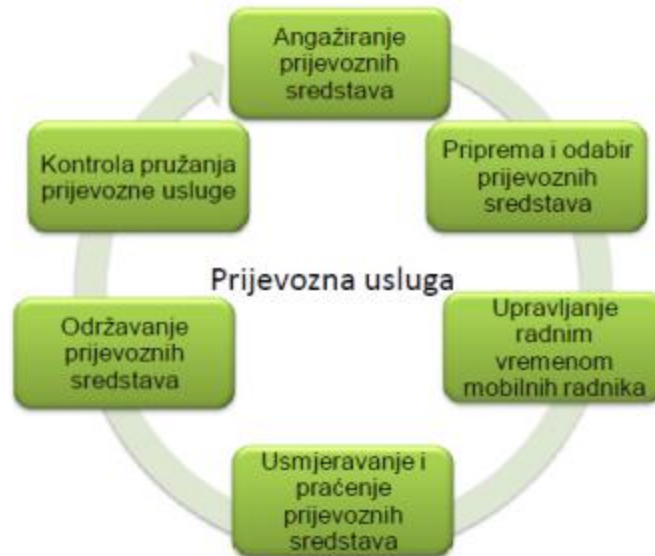 Angažiranje
prijevoznih
sredstava
Priprema i odabir
prijevoznih
sredstava
Upravljanje
radnim
vremenom
mobilnih radnika
Usmjeravanje i
praćenje
prijevoznih
sredstava
Održavanje
prijevoznih
sredstava
Kontrola pružanja
prijevozne usluge
Prijevozna usluga